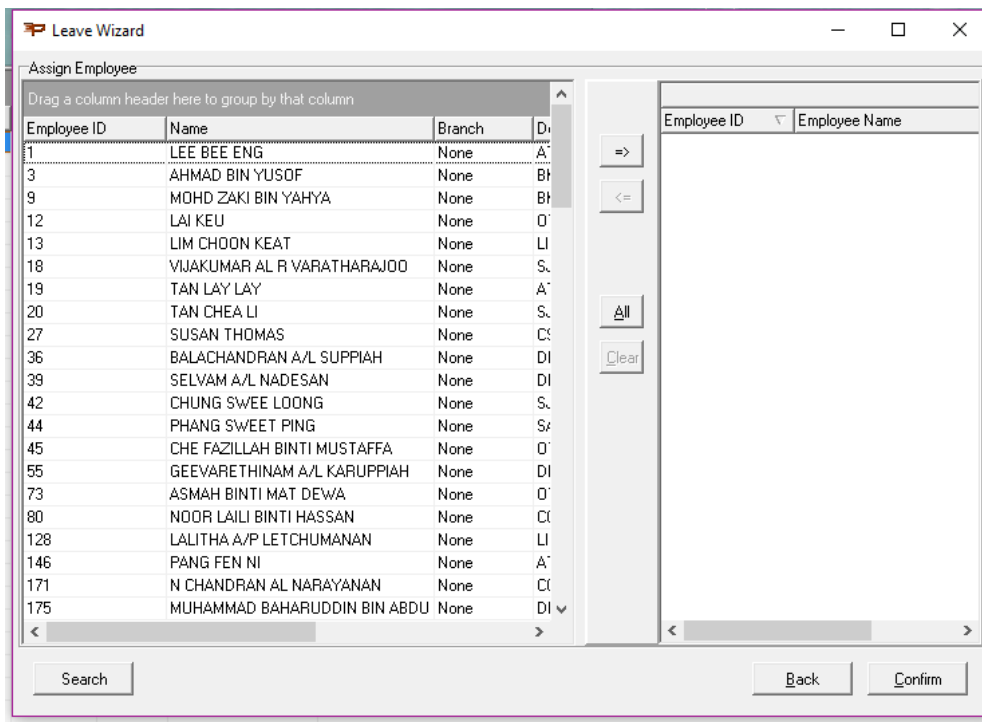 Leave Wizard
Assign Employee
Drag a column header here to group by that column
Employee ID Name Branch
1 LEE BEE ENG None
3 AHMAD BIN YUSOF None
9 MOHD ZAKI BIN YAHYA None
12 LAI KEU None
13 LIM CHOON KEAT None
18 VIJAKUMAR AL R VARATHARAJOO None
19 TAN LAY LAY None
20 TAN CHEA LI None
27 SUSAN THOMAS None
36 BALACHANDRAN A/L SUPPIAH None
39 SELVAM A/L NADESAN None
42 CHUNG SWEE LOONG None
44 PHANG SWEET PING None
45 CHE FAZILLAH BINTI MUSTAFFA None
55 GEEVARETHINAM A/L KARUPPIAH None
73 ASMAH BINTI MAT DEWA None
80 NOOR LAILI BINTI HASSAN None
128 LALITHA A/P LETCHUMANAN None
146 PANG FEN NI None
171 N CHANDRAN AL NARAYANAN None
175 MUHAMMAD BAHARUDDIN BIN ABDU None
=>
<=
All
Clear
Employee ID Employee Name
Search Back Confirm